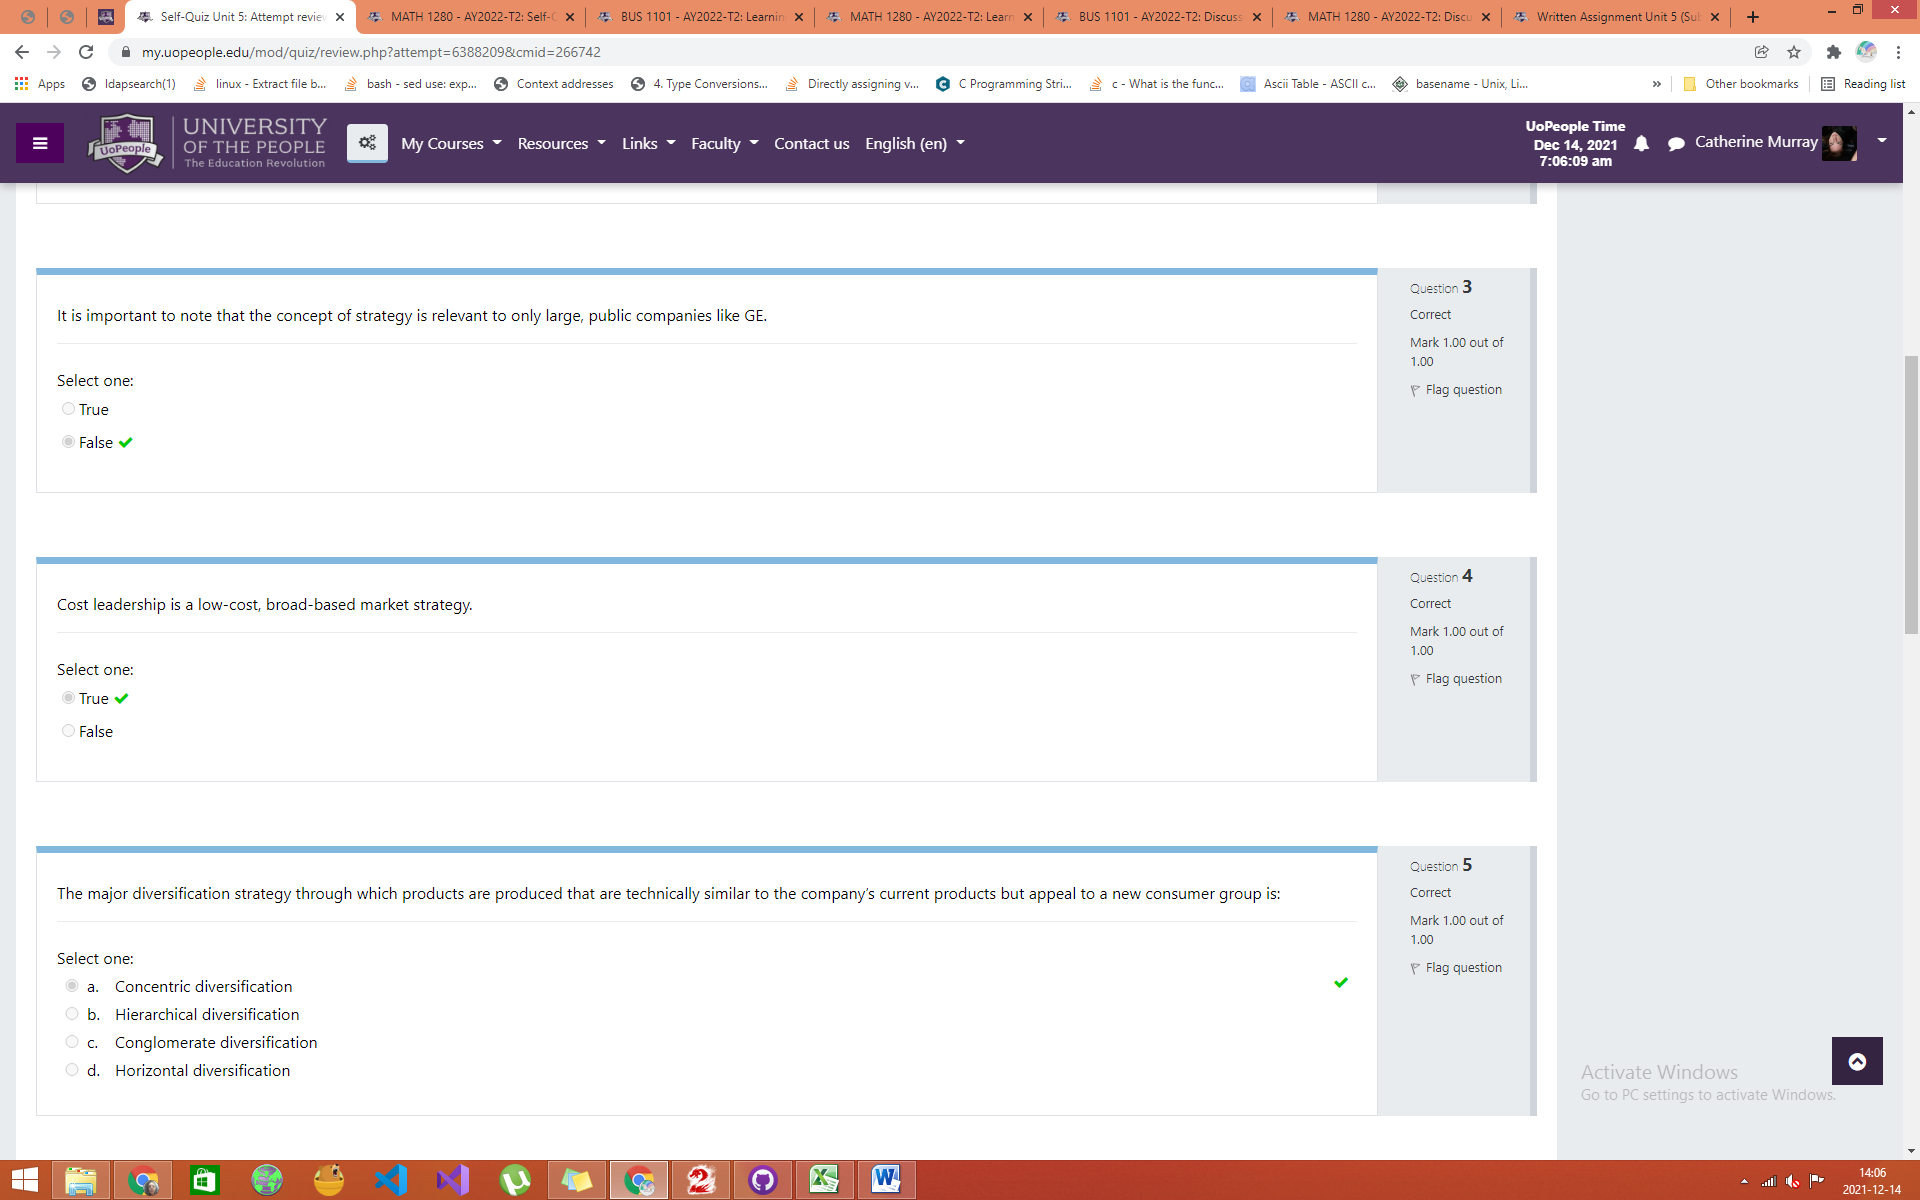 Self-Quiz Unit 5: Attempt review
MATH 1280 - AY2022-T2: Self-
BUS 1101 - AY2022-T2: Learnin
MATH 1280 - AY2022-T2: Learn
BUS 1101 - AY2022-T2: Discuss
MATH 1280 - AY2022-T2: Discu
Written Assignment Unit 5 (Su
my.uopeople.edu/mod/quiz/review.php?attempt=6388209&cmid=266742
Apps
ldapsearch(1)
linux - Extract file b...
bash - sed use: exp...
Context addresses
4. Type Conversions...
Directly assigning v...
C Programming Stri...
c - What is the func...
Ascii Table - ASCII c...
basename - Unix, Li...
»
Other bookmarks
Reading list
UoPeople
UNIVERSITY
OF THE PEOPLE
The Education Revolution
My Courses
Resources
Links
Faculty
Contact us
English (en)
UoPeople Time
Dec 14, 2021
7:06:09 am
Catherine Murray
It is important to note that the concept of strategy is relevant to only large, public companies like GE.
Select one:
True
False
Question 3
Correct
Mark 1.00 out of
1.00
Flag question
Cost leadership is a low-cost, broad-based market strategy.
Select one:
True
False
Question 4
Correct
Mark 1.00 out of
1.00
Flag question
The major diversification strategy through which products are produced that are technically similar to the company's current products but appeal to a new consumer group is:
Select one:
a. Concentric diversification
b. Hierarchical diversification
c. Conglomerate diversification
d. Horizontal diversification
Question 5
Correct
Mark 1.00 out of
1.00
Flag question
Activate Windows
Go to PC settings to activate Windows.
14:06
2021-12-14